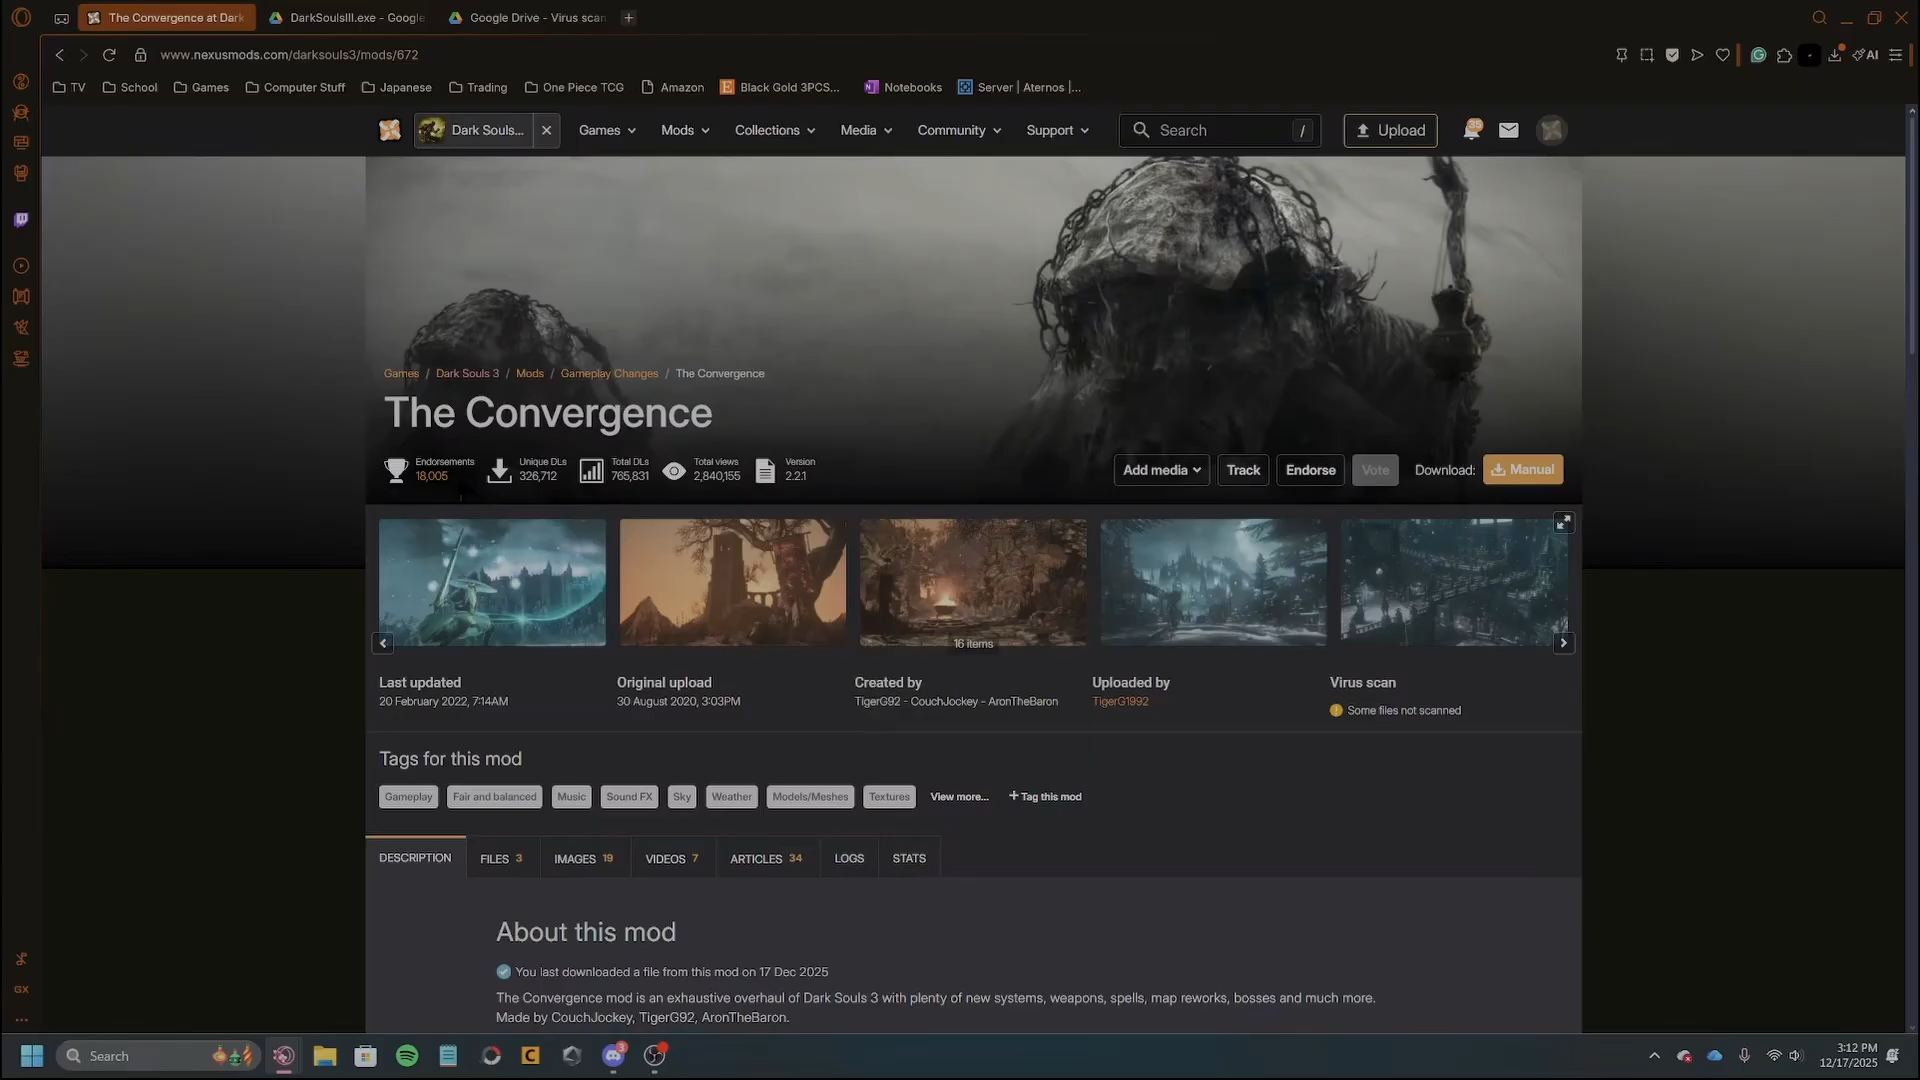 The Convergence at Dark
DarkSoulsIII.exe - Google
Google Drive - Virus scan
www.nexusmods.com/darksouls3/mods/672
AI
TV
School
Games
Computer Stuff
Japanese
Trading
One Piece TCG
Amazon
Black Gold 3PCS...
Notebooks
Server | Aternos |...
Dark Souls...
Games
Mods
Collections
Media
Community
Support
Search
/
Upload
35
Games / Dark Souls 3 / Mods / Gameplay Changes / The Convergence
The Convergence
Endorsements
18,005
Unique DLs
326,712
Total DLs
765,831
Total views
2,840,155
Version
2.2.1
Add media
Track
Endorse
Vote
Download:
Manual
16 items
Last updated
20 February 2022, 7:14AM
Original upload
30 August 2020, 3:03PM
Created by
TigerG92 - CouchJockey - AronTheBaron
Uploaded by
TigerG1992
Virus scan
Some files not scanned
Tags for this mod
Gameplay
Fair and balanced
Music
Sound FX
Sky
Weather
Models/Meshes
Textures
View more...
+ Tag this mod
DESCRIPTION
FILES 3
IMAGES 19
VIDEOS 7
ARTICLES 34
LOGS
STATS
About this mod
You last downloaded a file from this mod on 17 Dec 2025
The Convergence mod is an exhaustive overhaul of Dark Souls 3 with plenty of new systems, weapons, spells, map reworks, bosses and much more.
Made by CouchJockey, TigerG92, AronTheBaron.
GX
Search
3
3:12 PM
12/17/2025